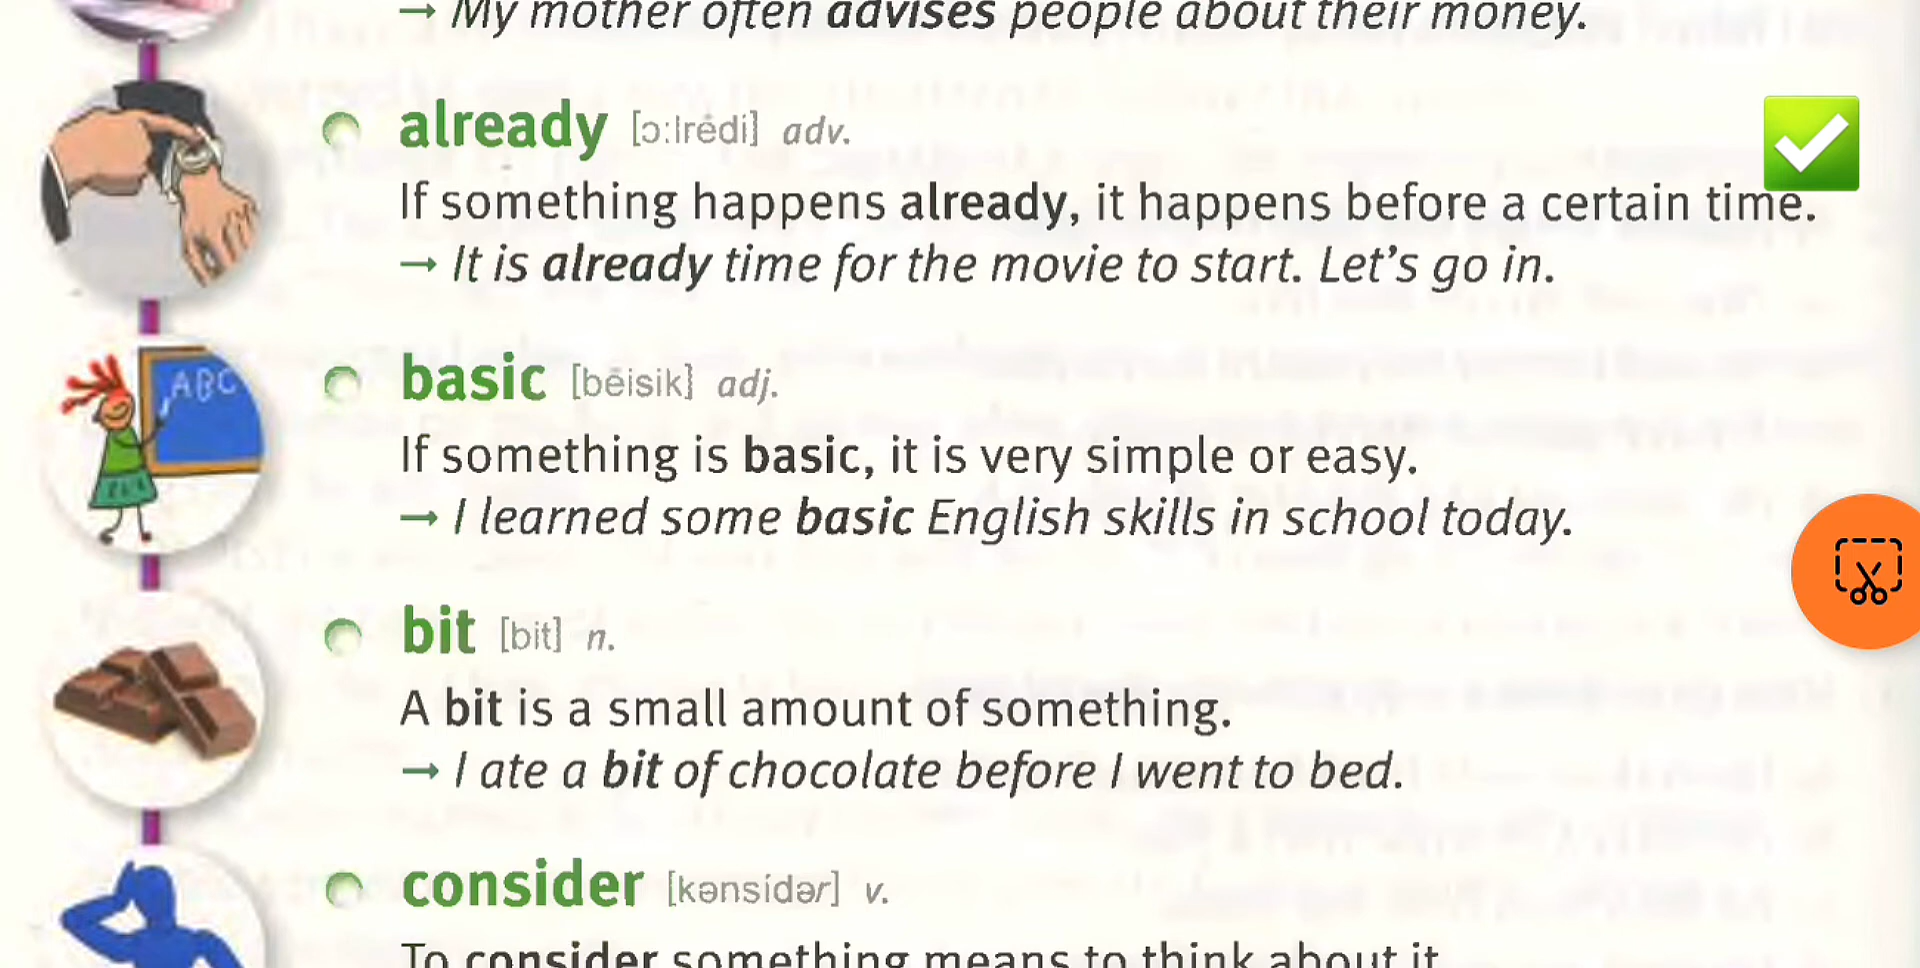 → My mother often advises people about their money.
already [ɔːlrédi] adv.
If something happens already, it happens before a certain time.
→ It is already time for the movie to start. Let's go in.
ABC
basic [béisik] adj.
If something is basic, it is very simple or easy.
→ I learned some basic English skills in school today.
bit [bit] n.
A bit is a small amount of something.
→ I ate a bit of chocolate before I went to bed.
consider [kənsídər] v.
To consider something means to think about it.